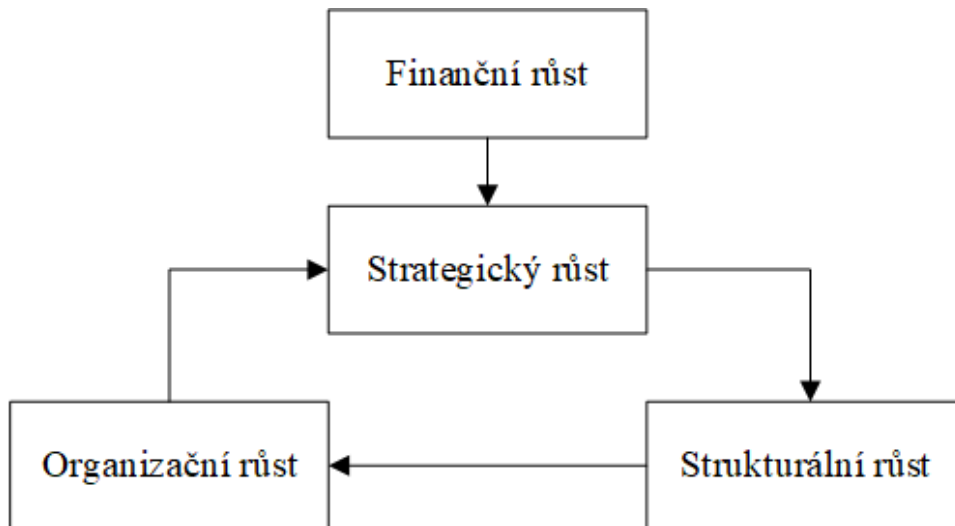 Finanční růst
Strategický růst
Organizační růst
Strukturální růst